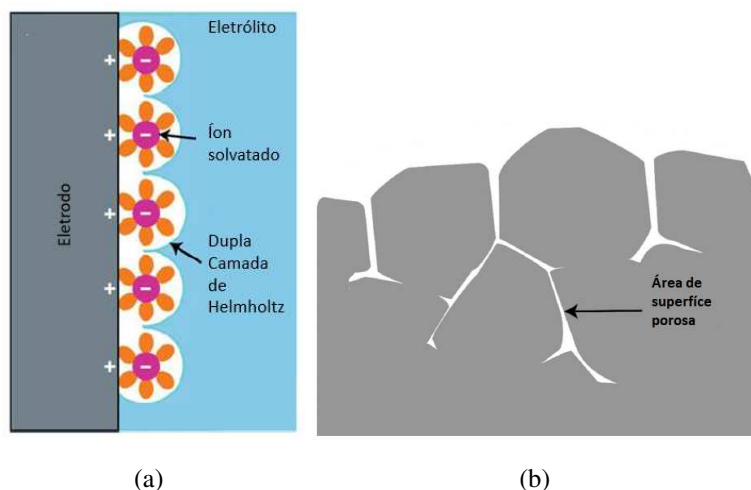 Eletrólito
Íon
solvatado
Eletrodo
Dupla
Camada
de
Helmholtz
Área de
superfíce
porosa
+
+
+
+
+
−
−
−
−
−
(a)
(b)